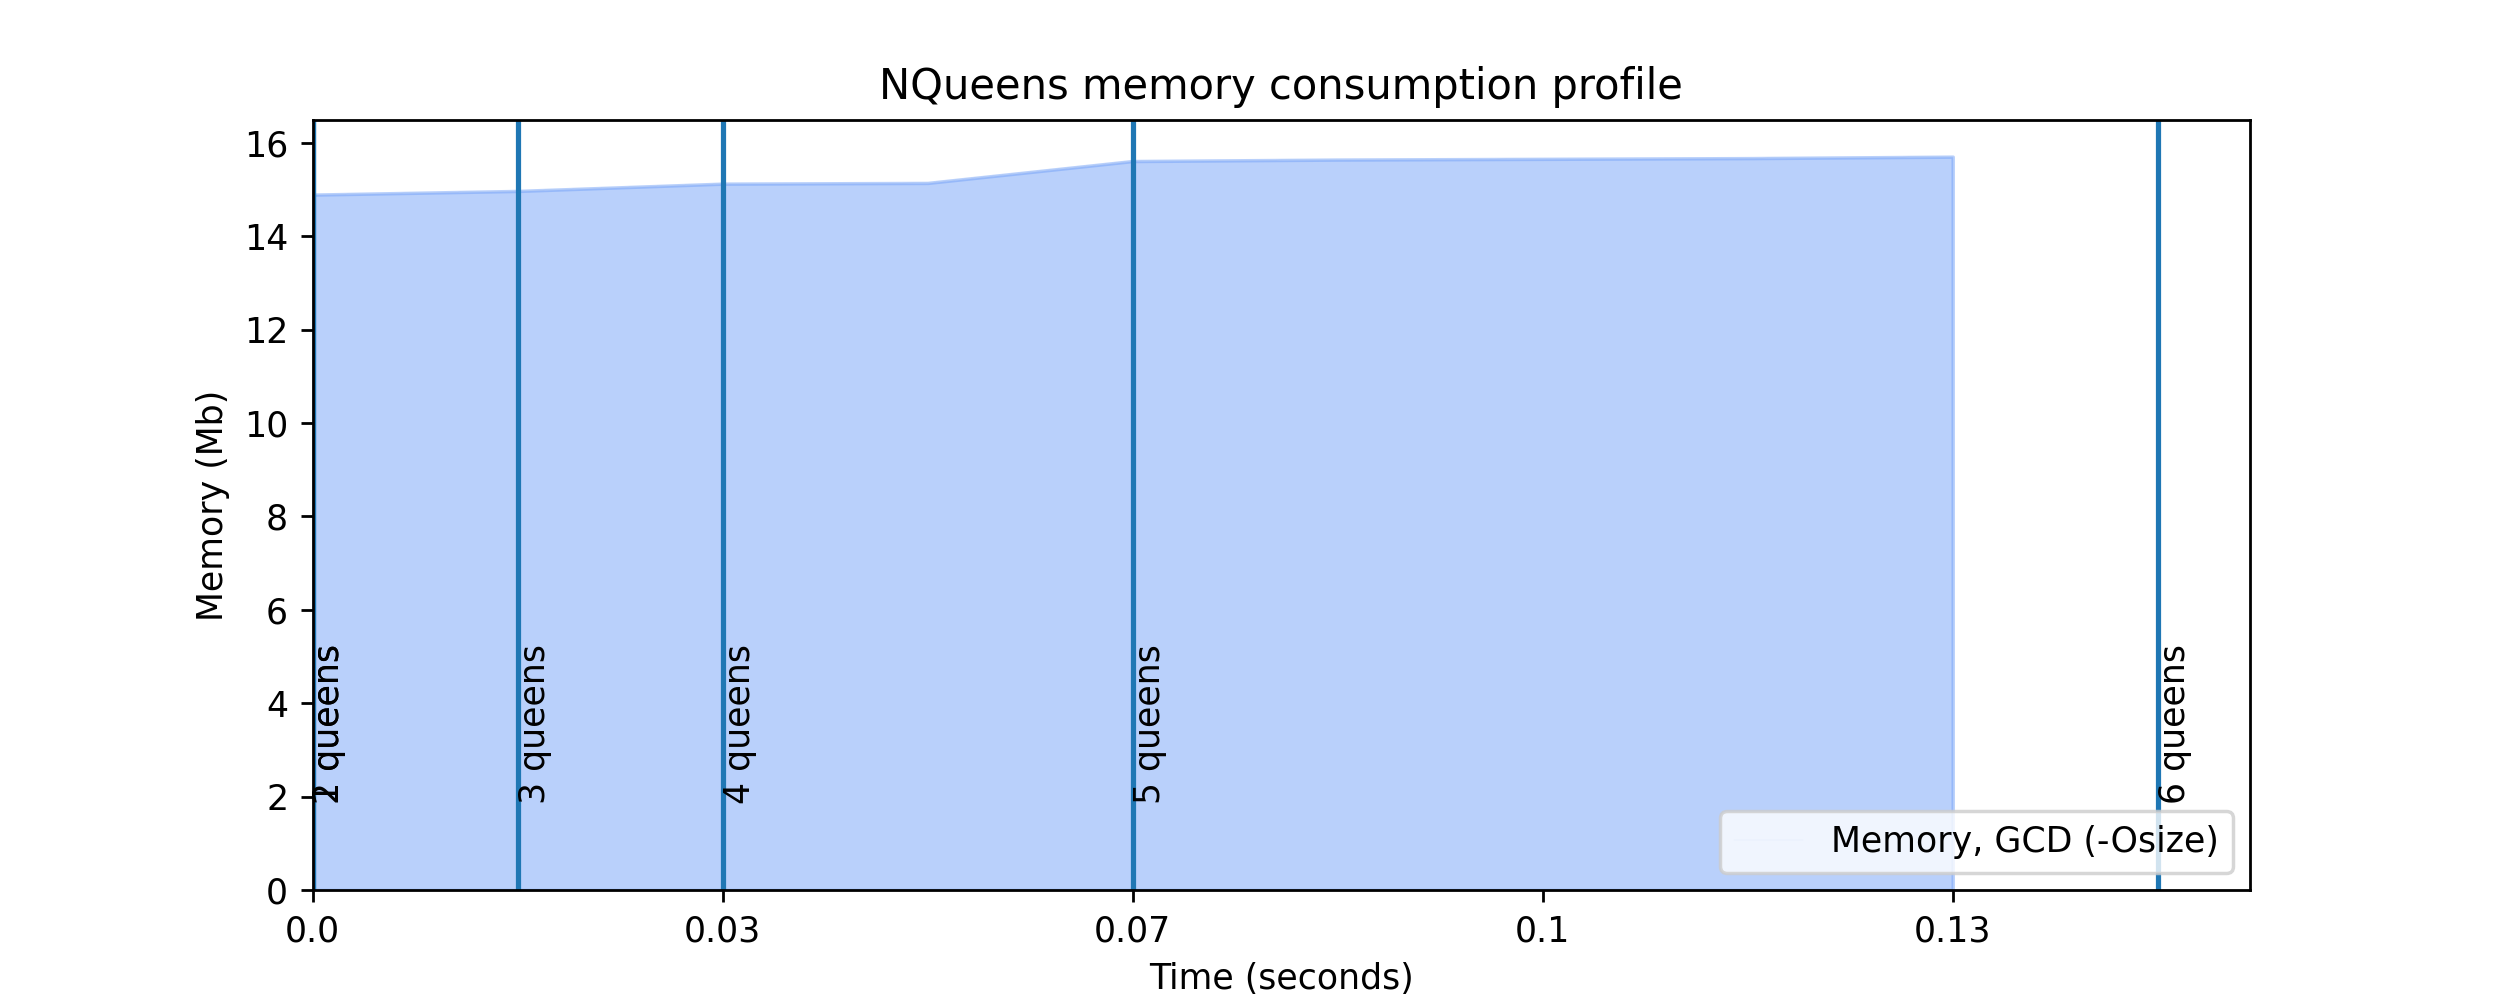 NQueens memory consumption profile
16
14
12
10
8
6
4
2
0
Memory (Mb)
2 queens
3 queens
4 queens
5 queens
6 queens
Memory, GCD (-Osize)
0.0
0.03
0.07
0.1
0.13
Time (seconds)